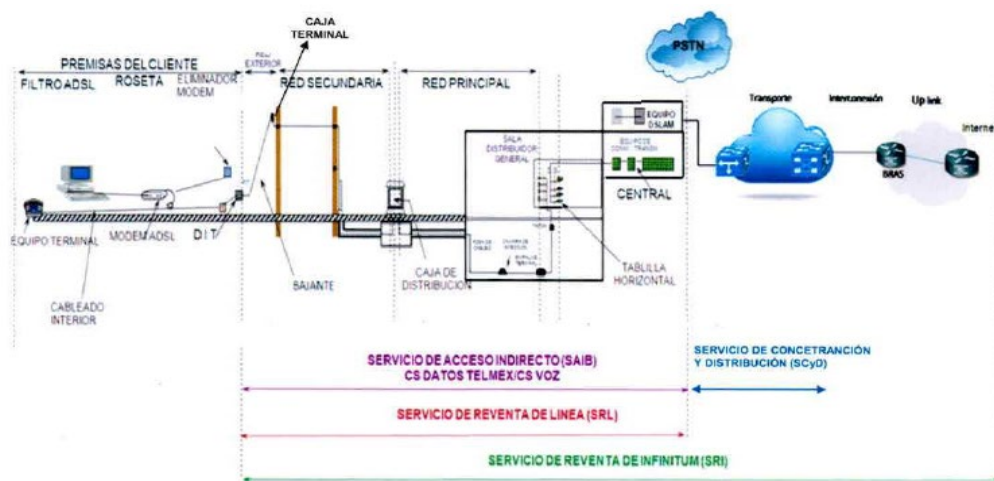 CAJA
TERMINAL
PSTN
PREMISAS DEL CLIENTE
EXTERIOR
RED SECUNDARIA
RED PRINCIPAL
FILTRO ADSL
ROSETA
ELIMINADOR
MODEM
EQUIPO
DSLAM
SALA
DISTRIBUIDOR
GENERAL
CENTRAL
Transporte
Interconexión
Up link
Internet
BRAS
EQUIPO TERMINAL
MODEM ADSL
D I T
CABLEADO
INTERIOR
BAJANTE
CAJA DE
DISTRIBUCION
TABLILLA
HORIZONTAL
SERVICIO DE ACCESO INDIRECTO (SAIB)
CS DATOS TELMEX/CS VOZ
SERVICIO DE CONCETRANCIÓN
Y DISTRIBUCIÓN (SCyD)
SERVICIO DE REVENTA DE LINEA (SRL)
SERVICIO DE REVENTA DE INFINITUM (SRI)